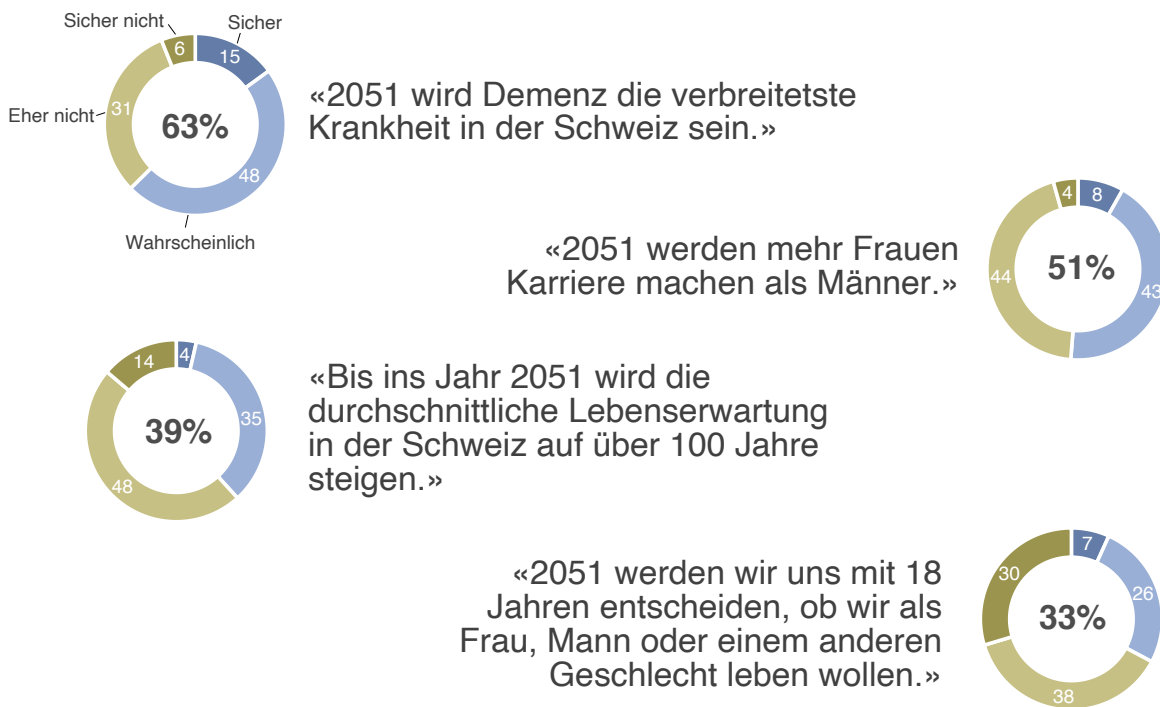 Sicher nicht
Sicher
6
15
Eher nicht
31
63%
48
Wahrscheinlich
«2051 wird Demenz die verbreitetste
Krankheit in der Schweiz sein.»
«2051 werden mehr Frauen
Karriere machen als Männer.»
4
8
44
51%
43
14
4
39%
35
48
«Bis ins Jahr 2051 wird die
durchschnittliche Lebenserwartung
in der Schweiz auf über 100 Jahre
steigen.»
«2051 werden wir uns mit 18
Jahren entscheiden, ob wir als
Frau, Mann oder einem anderen
Geschlecht leben wollen.»
7
30
26
33%
38